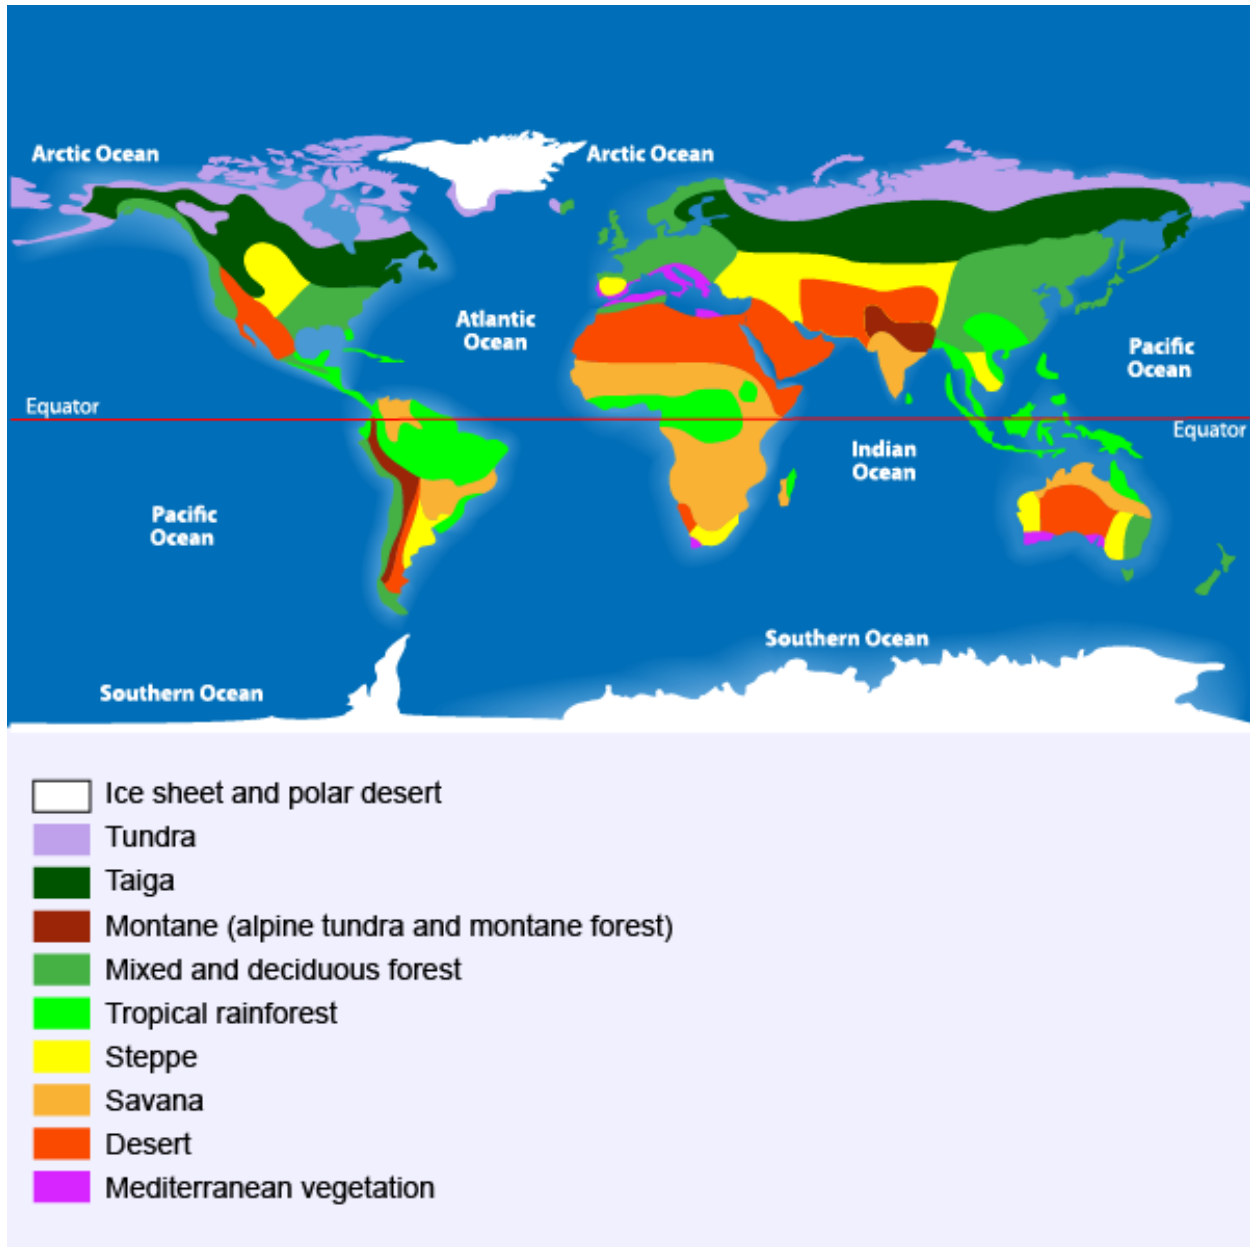 Arctic Ocean
Arctic Ocean
Atlantic
Ocean
Pacific
Ocean
Equator
Equator
Indian
Ocean
Pacific
Ocean
Southern Ocean
Southern Ocean
Ice sheet and polar desert
Tundra
Taiga
Montane (alpine tundra and montane forest)
Mixed and deciduous forest
Tropical rainforest
Steppe
Savana
Desert
Mediterranean vegetation